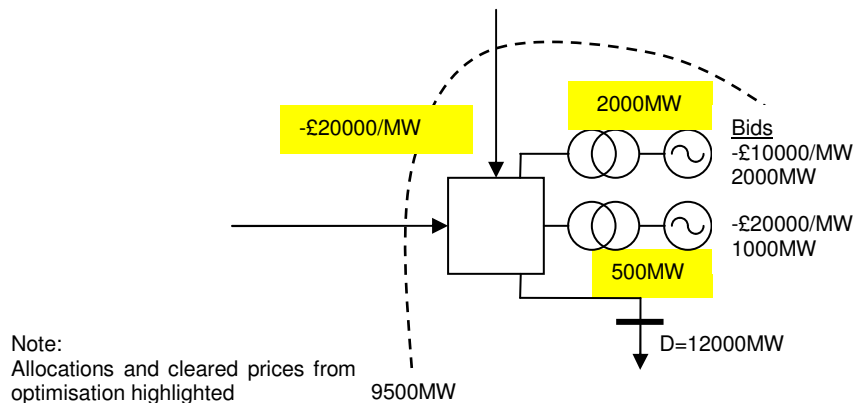 2000MW
-£20000/MW
Bids
-£10000/MW
2000MW
-£20000/MW
1000MW
500MW
D=12000MW
Note:
Allocations and cleared prices from
optimisation highlighted
9500MW